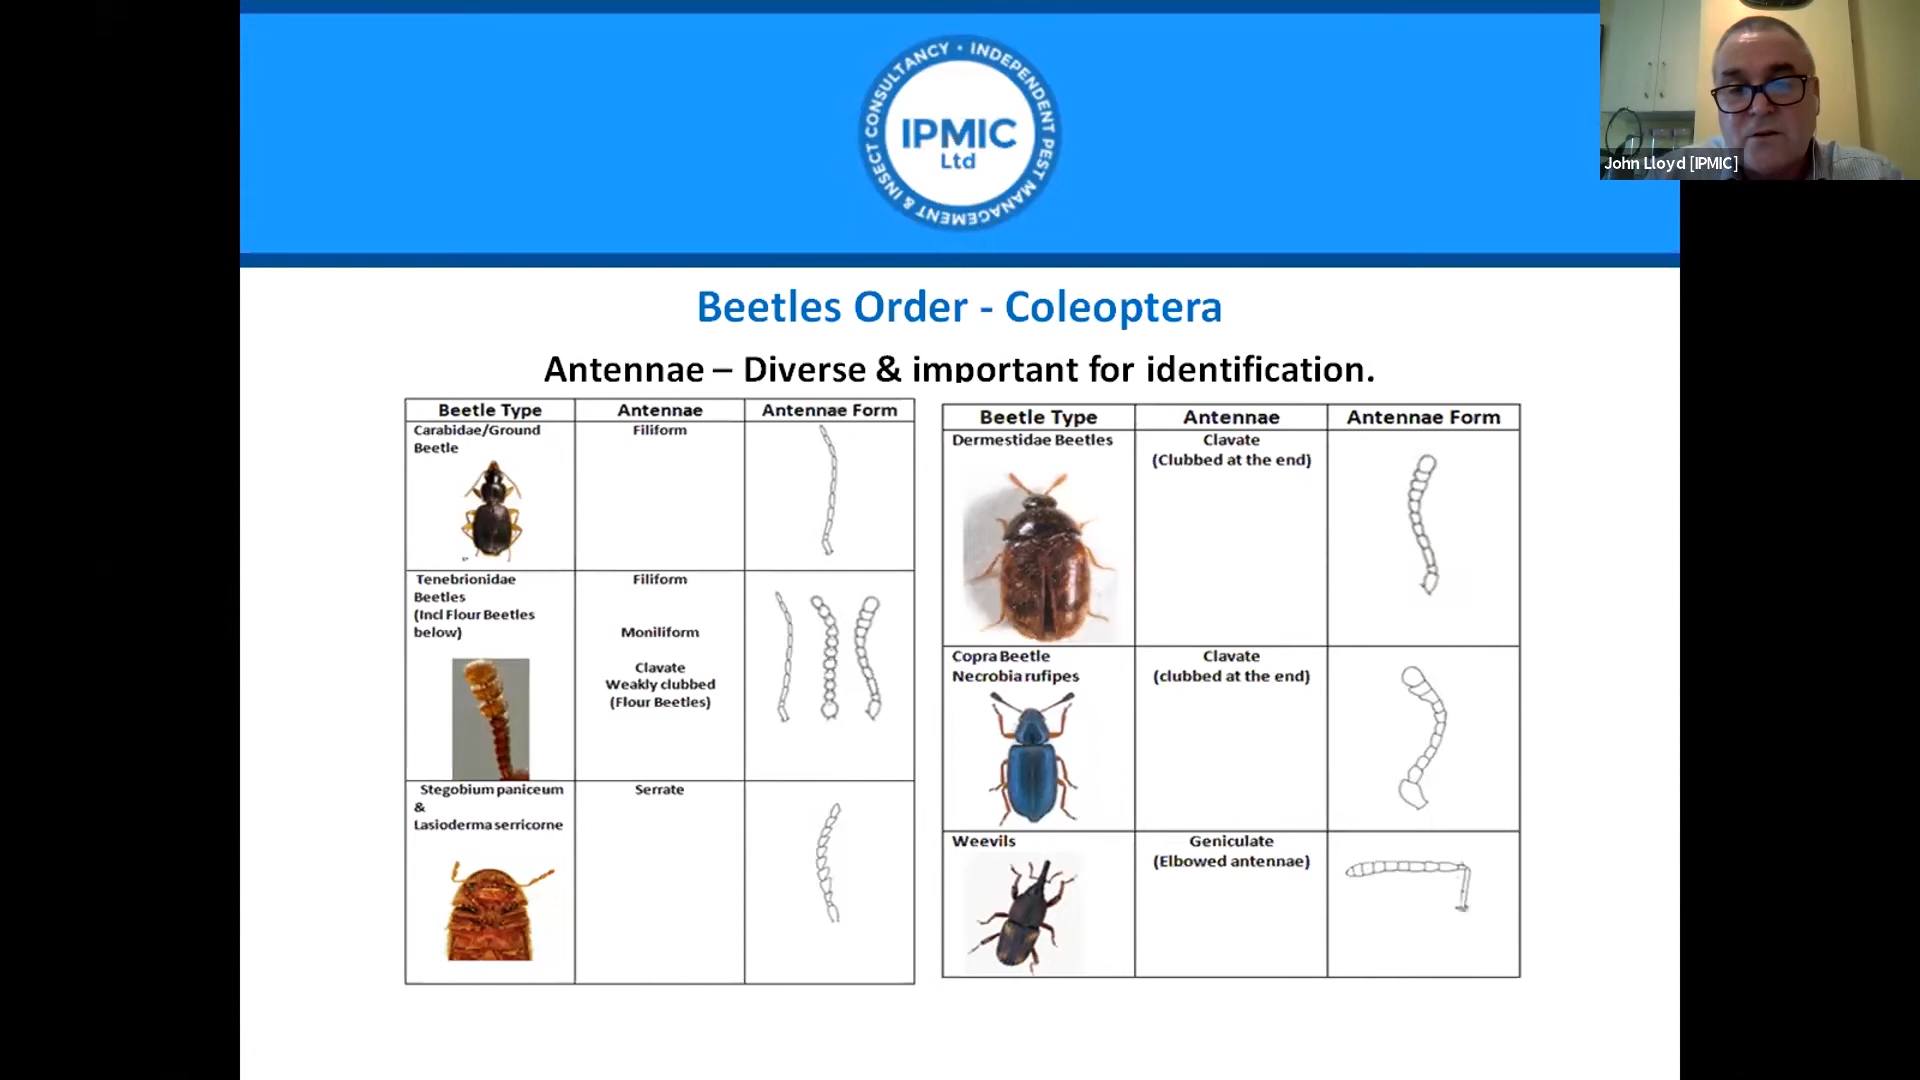 INSECT CONSULTANCY • INDEPENDENT PEST MANAGEMENT &
IPMIC
Ltd
John Lloyd [IPMIC]
Beetles Order - Coleoptera
Antennae – Diverse & important for identification.
Beetle Type Antennae Antennae Form
Carabidae/Ground Filiform
Beetle
Tenebrionidae Filiform
Beetles
(Incl Flour Beetles
below) Moniliform
Clavate
Weakly clubbed
(Flour Beetles)
Stegobium paniceum Serrate
&
Lasioderma serricorne
Beetle Type Antennae Antennae Form
Dermestidae Beetles Clavate
(Clubbed at the end)
Copra Beetle Clavate
Necrobia rufipes (clubbed at the end)
Weevils Geniculate
(Elbowed antennae)